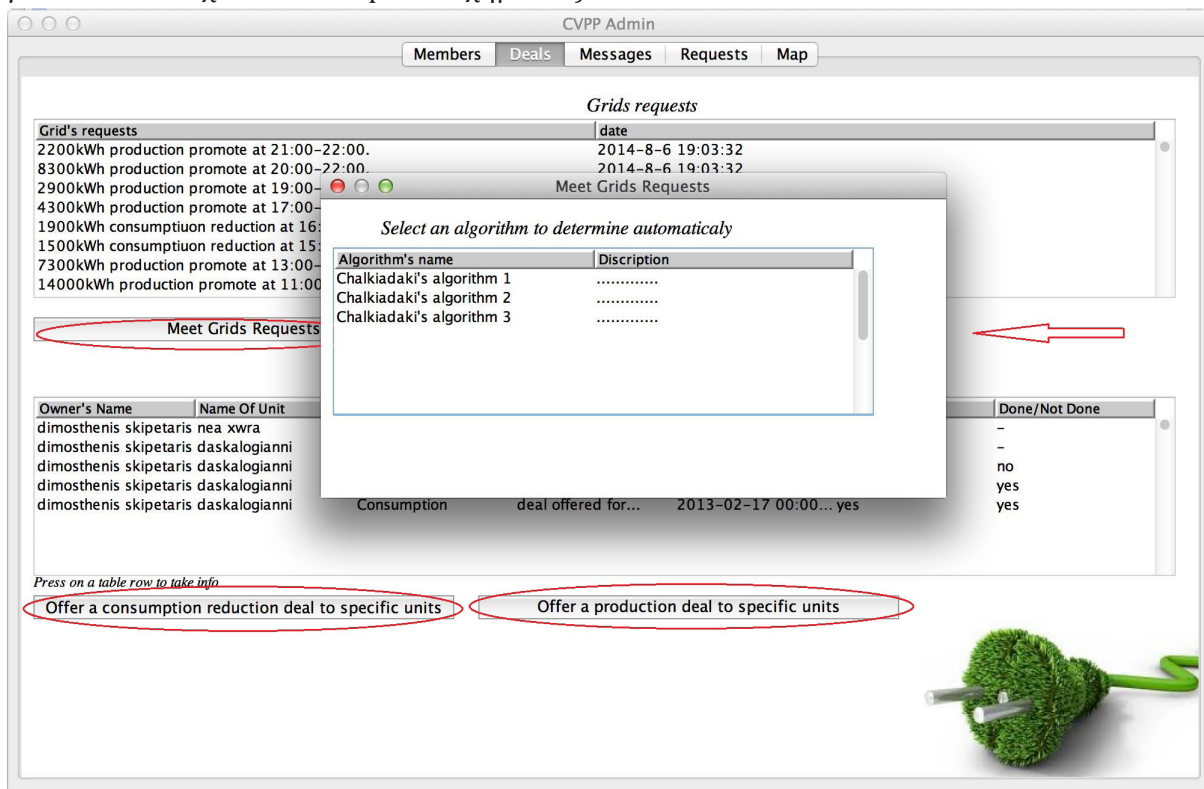 CVPP Admin
Members Deals Messages Requests Map
Grids requests
Grid's requests date
2200kWh production promote at 21:00-22:00. 2014-8-6 19:03:32
8300kWh production promote at 20:00-22:00. 2014-8-6 19:03:32
2900kWh production promote at 19:00-
4300kWh production promote at 17:00-
1900kWh consumptiuon reduction at 16:
1500kWh consumptiuon reduction at 15:
7300kWh production promote at 13:00-
14000kWh production promote at 11:00
Meet Grids Requests
Select an algorithm to determine automaticaly
Algorithm's name Discription
Chalkiadaki's algorithm 1 .............
Chalkiadaki's algorithm 2 .............
Chalkiadaki's algorithm 3 .............
Meet Grids Requests
Owner's Name Name Of Unit Done/Not Done
dimosthenis skipetaris nea xwra -
dimosthenis skipetaris daskalogianni -
dimosthenis skipetaris daskalogianni no
dimosthenis skipetaris daskalogianni yes
dimosthenis skipetaris daskalogianni Consumption deal offered for... 2013-02-17 00:00... yes yes
Press on a table row to take info
Offer a consumption reduction deal to specific units Offer a production deal to specific units